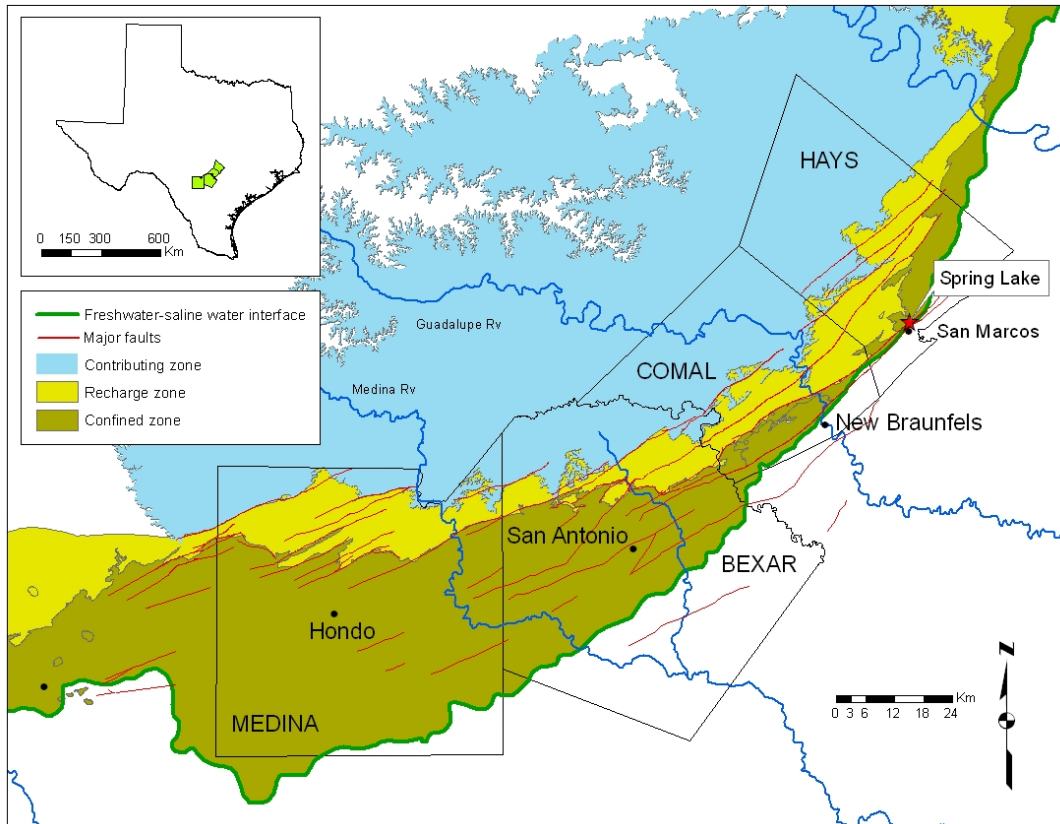 0 150 300 600
Km
Freshwater-saline water interface
Major faults
Contributing zone
Recharge zone
Confined zone
HAYS
Spring Lake
San Marcos
Guadalupe Rv
COMAL
Medina Rv
New Braunfels
San Antonio
BEXAR
Hondo
MEDINA
N
Km
0 3 6 12 18 24